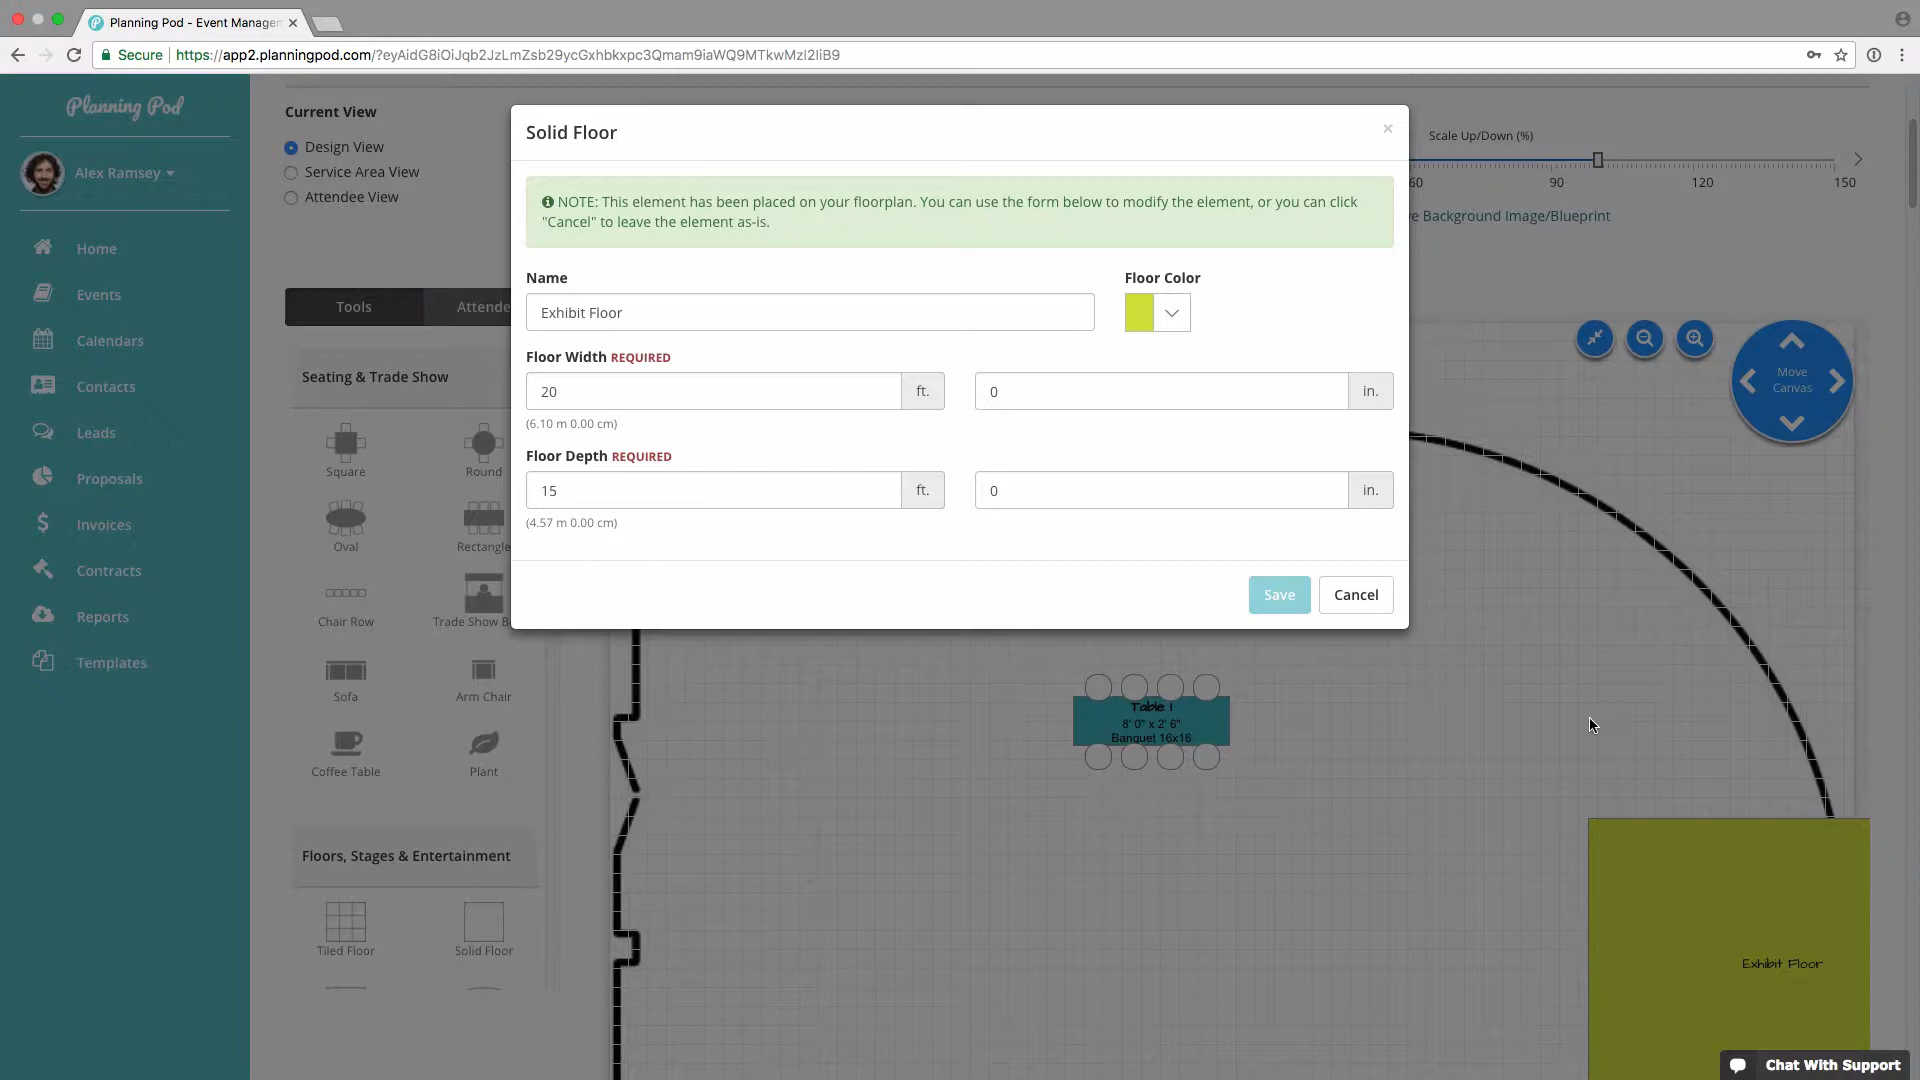 Planning Pod - Event Managem
Secure https://app2.planningpod.com/?eyAidG8iOiJqb2JzLmZsb29ycGxhbkxpc3Qmam9iaWQ9MTkwMzI2IiB9
Planning Pod
Alex Ramsey
Home
Events
Calendars
Contacts
Leads
Proposals
Invoices
Contracts
Reports
Templates
Current View
Design View
Service Area View
Attendee View
Tools
Attende
Seating & Trade Show
Square
Round
Oval
Rectangle
Chair Row
Trade Show B
Sofa
Arm Chair
Coffee Table
Plant
Floors, Stages & Entertainment
Tiled Floor
Solid Floor
Solid Floor
×
NOTE: This element has been placed on your floorplan. You can use the form below to modify the element, or you can click
"Cancel" to leave the element as-is.
Name
Floor Color
Exhibit Floor
Floor Width REQUIRED
20 ft. 0 in.
(6.10 m 0.00 cm)
Floor Depth REQUIRED
15 ft. 0 in.
(4.57 m 0.00 cm)
Save
Cancel
Scale Up/Down (%)
60 90 120 150
ve Background Image/Blueprint
Move
Canvas
Table 1
8' 0" x 2' 6"
Banquet 16x16
Exhibit Floor
Chat With Support